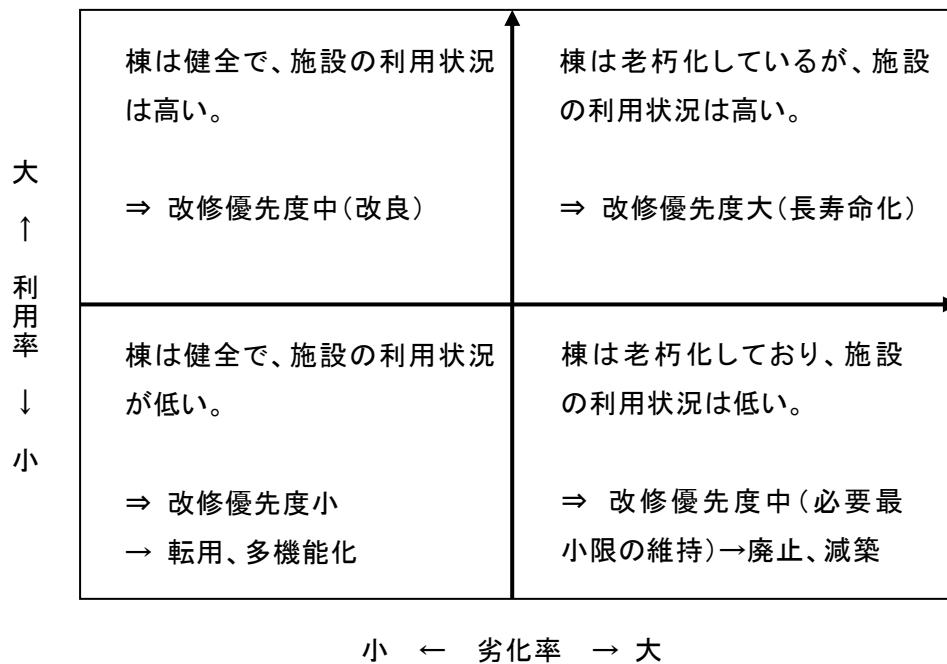 棟は健全で、施設の利用状況
は高い。
⇒ 改修優先度中(改良)
棟は老朽化しているが、施設
の利用状況は高い。
⇒ 改修優先度大(長寿命化)
大 ↑ 利用率 ↓ 小
棟は健全で、施設の利用状況
が低い。
⇒ 改修優先度小
→ 転用、多機能化
棟は老朽化しており、施設
の利用状況は低い。
⇒ 改修優先度中(必要最
小限の維持)→廃止、減築
小 ← 劣化率 → 大